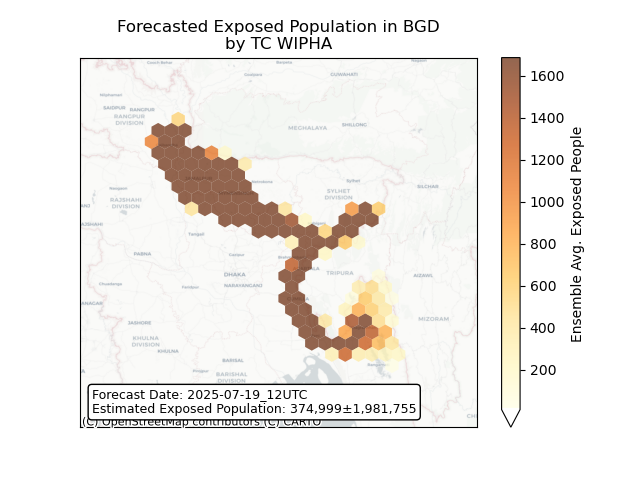 Forecasted Exposed Population in BGD
by TC WIPHA
GUWAHATI
SAIDPUR RANGPUR
RANGPUR
DIVISION
MEGHALAYA
SHILLONG
SYLHET
DIVISION
SILCHAR
RAJSHAHI
DIVISION
PABNA
DHAKA
NARAYANGANJ
TRIPURA
AIZAWL
JASHORE
MIZORAM
KHULNA
DIVISION
KHULNA
BARISAL
BARISHAL
DIVISION
Forecast Date: 2025-07-19_12UTC
Estimated Exposed Population: 374,999±1,981,755
(C) OpenStreetMap contributors (C) CARTO
1600
1400
1200
1000
800
600
400
200
Ensemble Avg. Exposed People